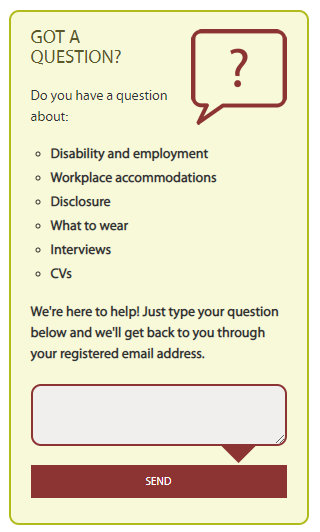 GOT A
QUESTION?
?
Do you have a question
about:
Disability and employment
Workplace accommodations
Disclosure
What to wear
Interviews
CVs
We're here to help! Just type your question
below and we'll get back to you through
your registered email address.
SEND